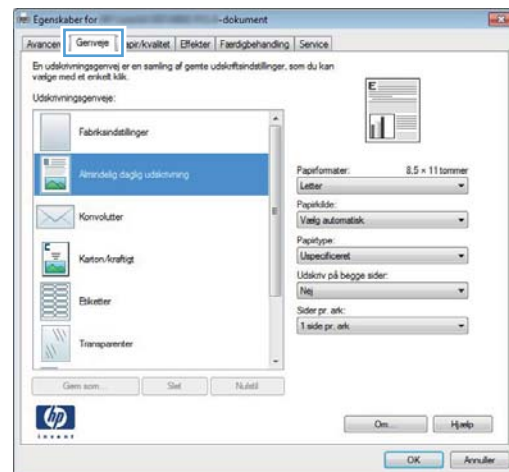 Egenskaber for -dokument
Avancer Genveje apir/kvalitet Effekter Færdigbehandling Service
En udskrivningsgenvej er en samling af gemte udskriftsindstillinger, som du kan
vælge med et enkelt klik.
Udskrivningsgenveje:
Fabriksindstillinger
Almindelig daglig udskrivning
Konvolutter
Karton/kraftigt
Etiketter
Transparenter
E
Papirformater: 8,5 × 11 tommer
Letter
Papirkilde:
Vælg automatisk
Papirtype:
Uspecificeret
Udskriv på begge sider:
Nej
Sider pr. ark:
1 side pr. ark
Gem som... Slet Nulstil
hp
invent
Om... Hjælp
OK Annuller